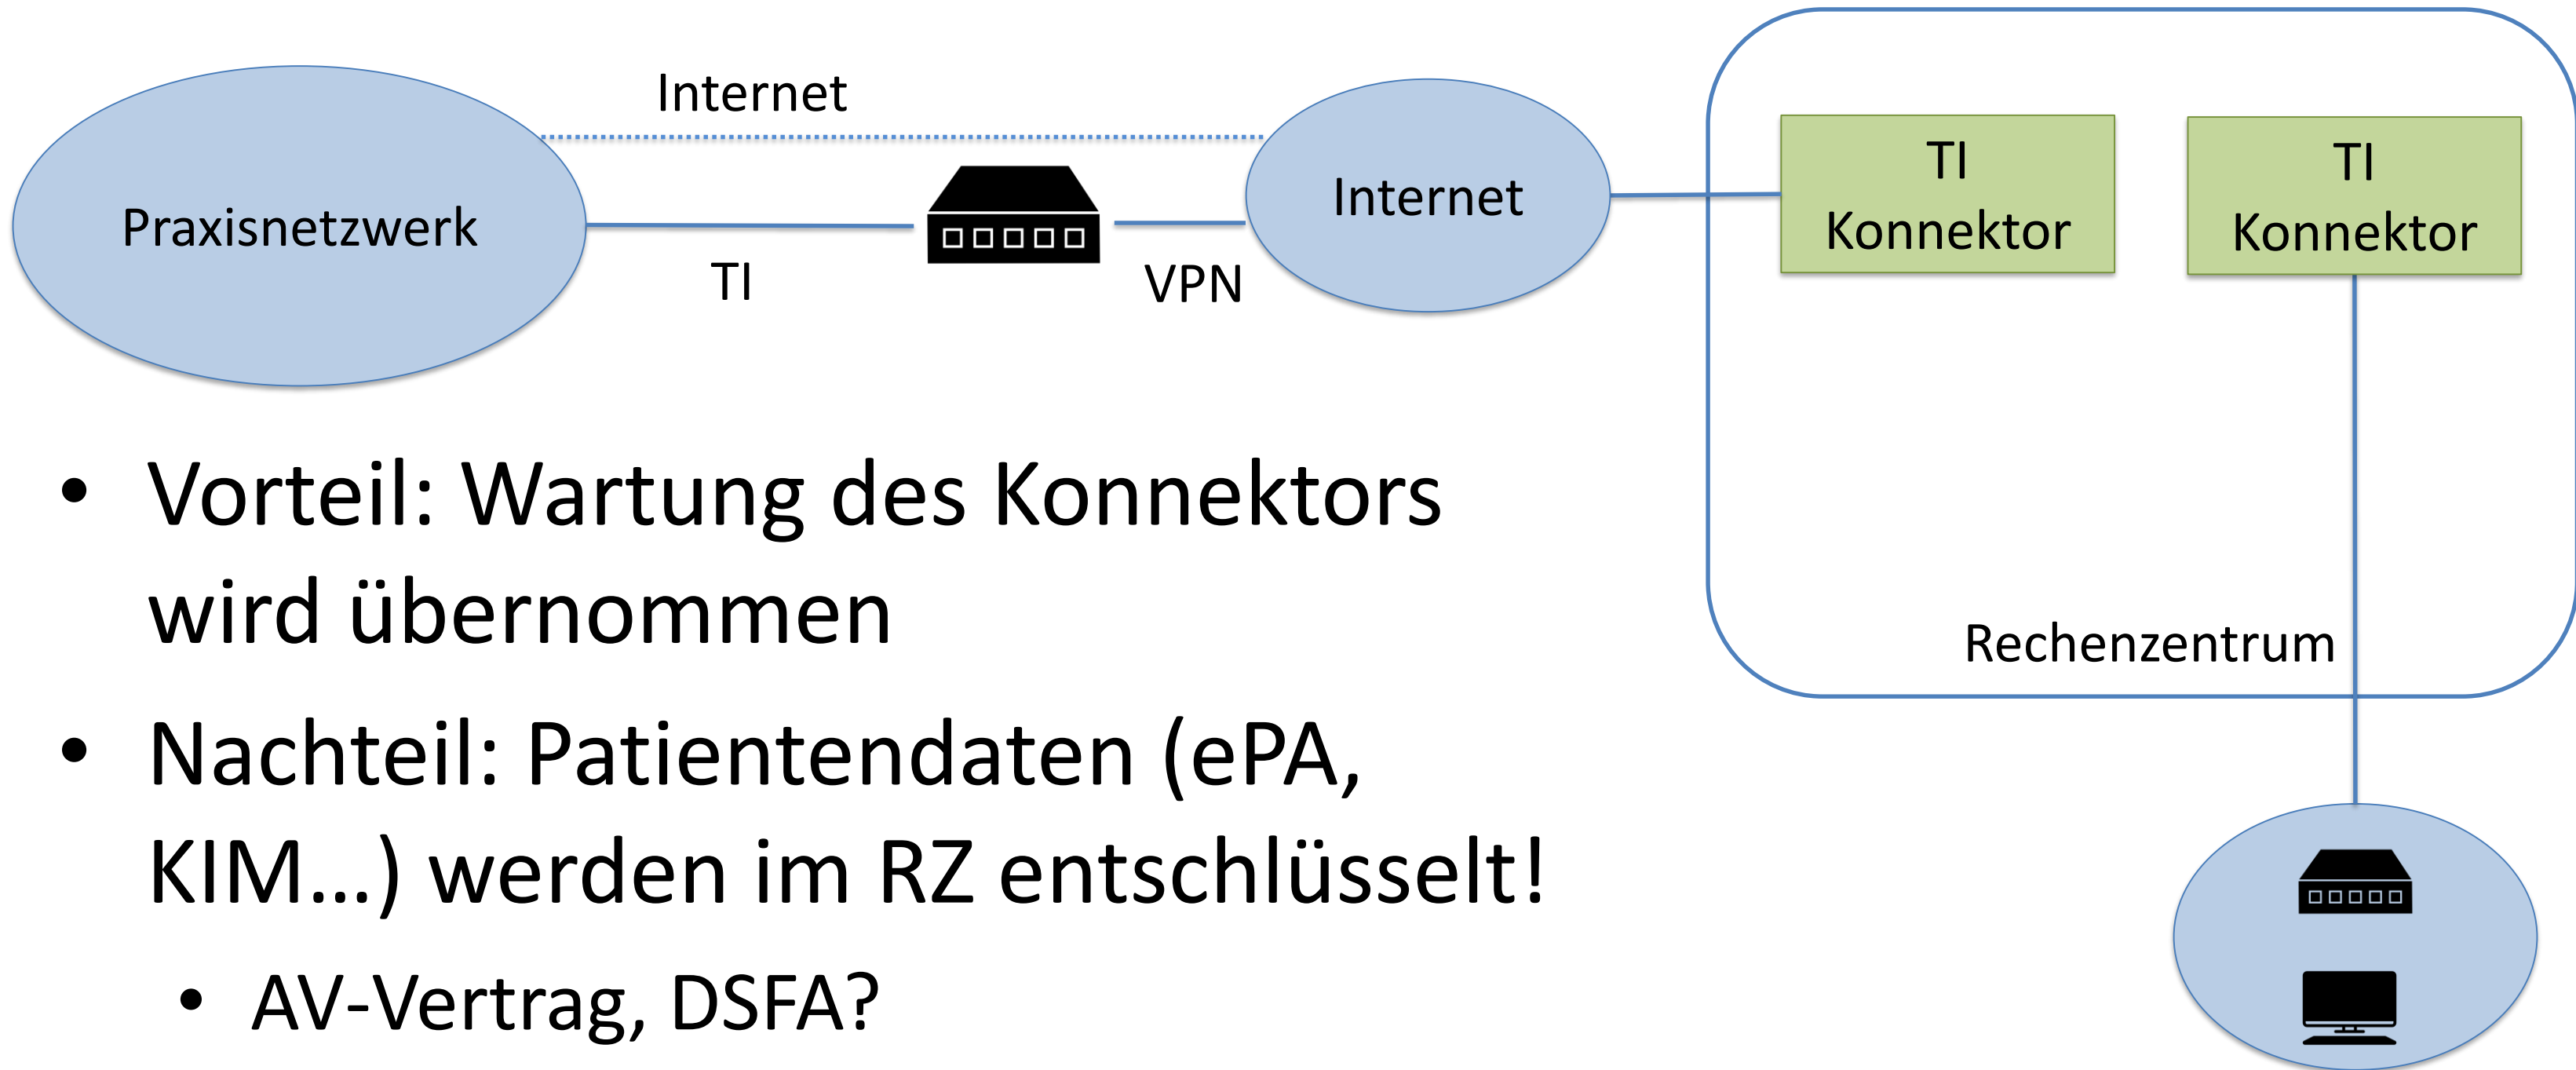 Internet
Praxisnetzwerk
TI
VPN
Internet
TI
Konnektor
TI
Konnektor
Rechenzentrum
• Vorteil: Wartung des Konnektors
wird übernommen
• Nachteil: Patientendaten (ePA,
KIM…) werden im RZ entschlüsselt!
• AV-Vertrag, DSFA?